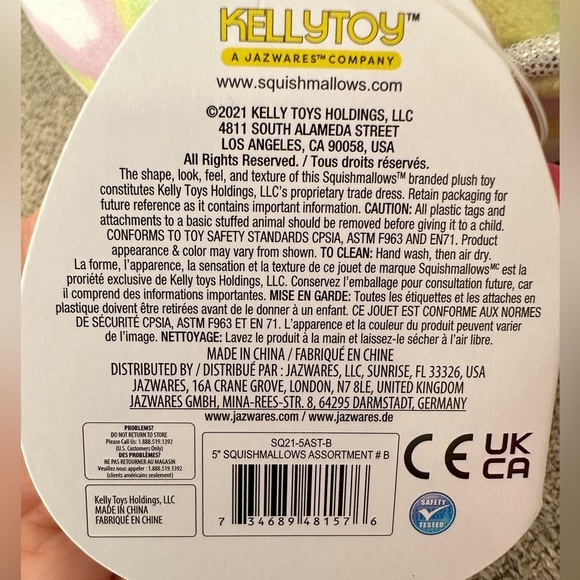 KELLYTOY™
A JAZWARES™ COMPANY
www.squishmallows.com
©2021 KELLY TOYS HOLDINGS, LLC
4811 SOUTH ALAMEDA STREET
LOS ANGELES, CA 90058, USA
All Rights Reserved. / Tous droits réservés.
The shape, look, feel, and texture of this Squishmallows™ branded plush toy
constitutes Kelly Toys Holdings, LLC's proprietary trade dress. Retain packaging for
future reference as it contains important information. CAUTION: All plastic tags and
attachments to a basic stuffed animal should be removed before giving it to a child.
CONFORMS TO TOY SAFETY STANDARDS CPSIA, ASTM F963 AND EN71. Product
appearance & color may vary from shown. TO CLEAN: Hand wash, then air dry.
La forme, l'apparence, la sensation et la texture de ce jouet de marque Squishmallowsᴹᶜ est la
proriété exclusive de Kelly toys Holdings, LLC. Conservez l'emballage pour consultation future, car
il comprend des informations importantes. MISE EN GARDE: Toutes les étiquettes et les attaches en
plastique doivent être retirées avant de le donner à un enfant. CE JOUET EST CONFORME AUX NORMES
DE SÉCURITÉ CPSIA, ASTM F963 ET EN 71. L'apparence et la couleur du produit peuvent varier
de l'image. NETTOYAGE: Lavez le produit à la main et laissez-le sécher à l'air libre.
MADE IN CHINA / FABRIQUÉ EN CHINE
DISTRIBUTED BY / DISTRIBUÉ PAR : JAZWARES, LLC, SUNRISE, FL 33326, USA
JAZWARES, 16A CRANE GROVE, LONDON, N7 8LE, UNITED KINGDOM
JAZWARES GMBH, MINA-REES-STR. 8, 64295 DARMSTADT, GERMANY
www.jazwares.com / www.jazwares.de
PROBLEMS?
DO NOT RETURN TO STORE
Please Call Us: 1.888.519.1392
(U.S. Customers Only)
DES PROBLÈMES?
NE PAS RETOURNER AU MAGASIN
Veuillez nous appeler : 1.888.519.1392
(clients américains seulement)
Kelly Toys Holdings, LLC
MADE IN CHINA
FABRIQUÉ EN CHINE
SQ21-5AST-B
5" SQUISHMALLOWS ASSORTMENT # B
7 34689 48157 6
CE
UK
CA
SAFETY
TESTED